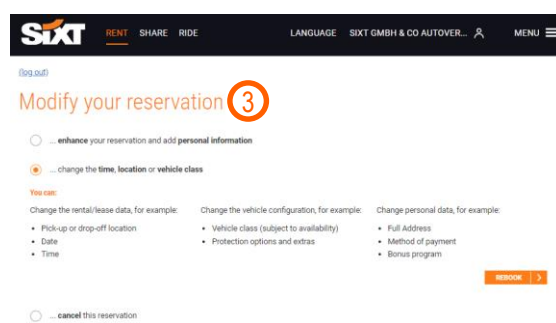 SIXT RENT SHARE RIDE LANGUAGE SIXT GMBH & CO AUTOVER... MENU
(log out)
Modify your reservation 3
... enhance your reservation and add personal information
... change the time, location or vehicle class
You can:
Change the rental/lease data, for example: Change the vehicle configuration, for example: Change personal data, for example:
• Pick-up or drop-off location • Vehicle class (subject to availability) • Full Address
• Date • Protection options and extras • Method of payment
• Time • Bonus program
REBOOK
... cancel this reservation